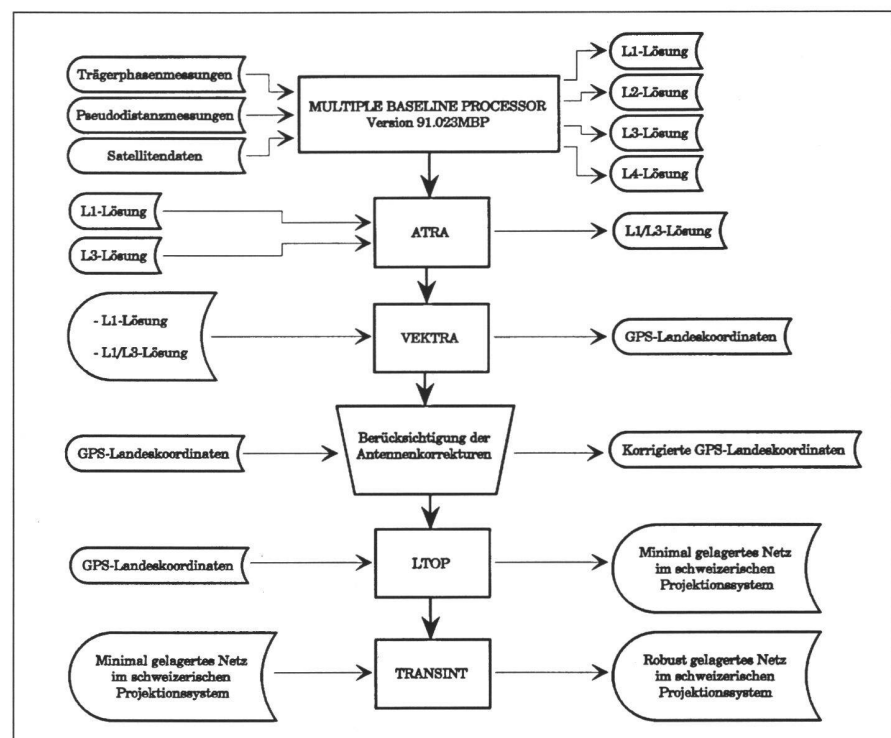 Trägerphasenmessungen
Pseudodistanzmessungen
Satellitendaten
MULTIPLE BASELINE PROCESSOR
Version 91.023MBP
L1-Lösung
L2-Lösung
L3-Lösung
L4-Lösung
L1-Lösung
L3-Lösung
ATRA
L1/L3-Lösung
- L1-Lösung
- L1/L3-Lösung
VEKTRA
GPS-Landeskoordinaten
GPS-Landeskoordinaten
Berücksichtigung der
Antennenkorrekturen
Korrigierte GPS-Landeskoordinaten
GPS-Landeskoordinaten
LTOP
Minimal gelagertes Netz
im schweizerischen
Projektionssystem
Minimal gelagertes Netz
im schweizerischen
Projektionssystem
TRANSINT
Robust gelagertes Netz
im schweizerischen
Projektionssystem